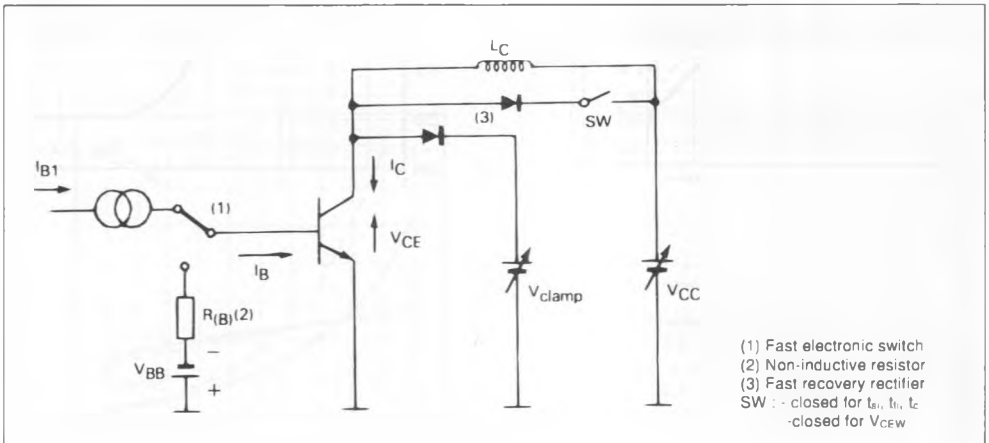 L_C
(3)
SW
I_B1
I_C
(1)
V_CE
I_B
V_clamp
V_CC
R_(B)(2)
−
V_BB
+
(1) Fast electronic switch
(2) Non-inductive resistor
(3) Fast recovery rectifier
SW : - closed for t_si, t_fi, t_c
-closed for V_CEW